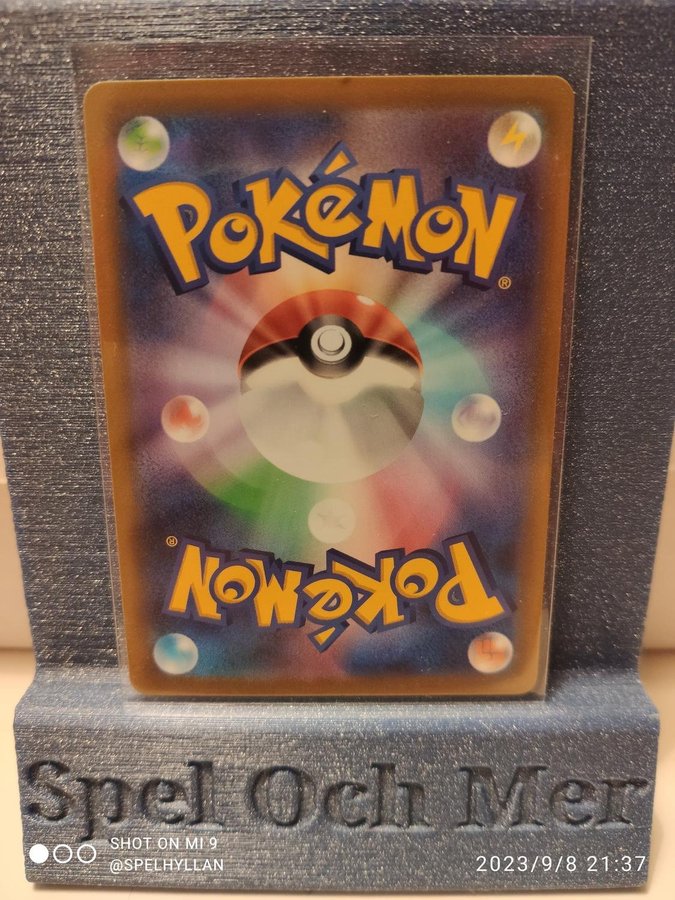 POKéMON
®
®
POKéMON
Spel Och Mer
SHOT ON MI 9
@SPELHYLLAN
2023/9/8 21:37